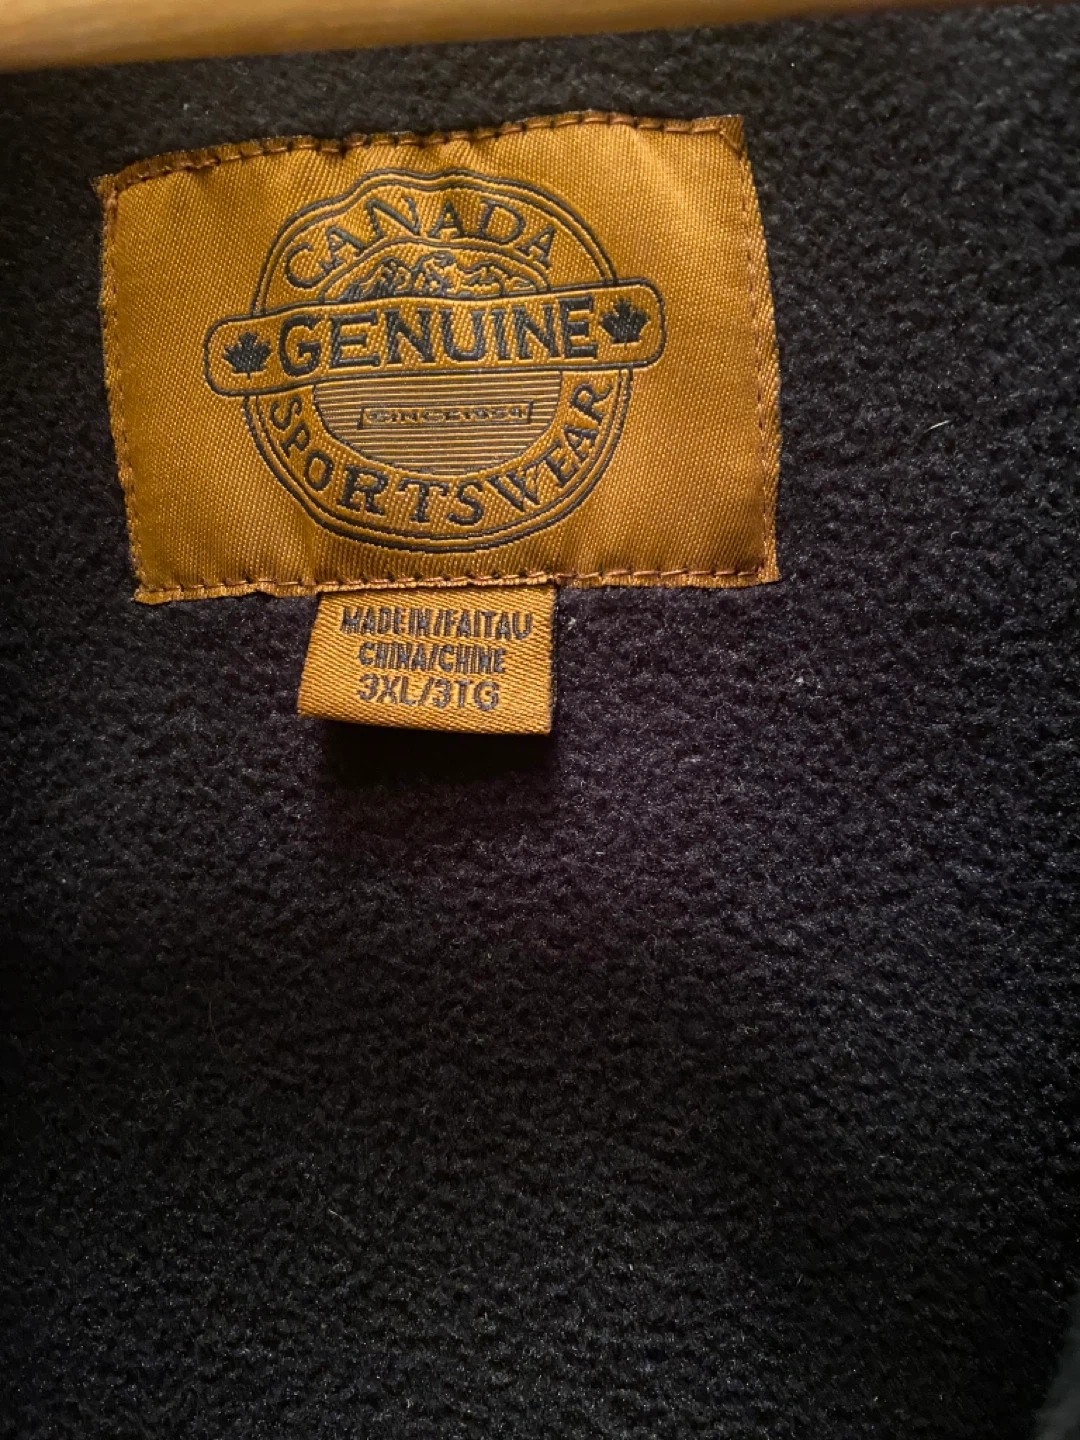 CANADA
GENUINE
SINCE 1954
SPORTSWEAR
MADE IN/FAIT AU
CHINA/CHINE
3XL/3TG